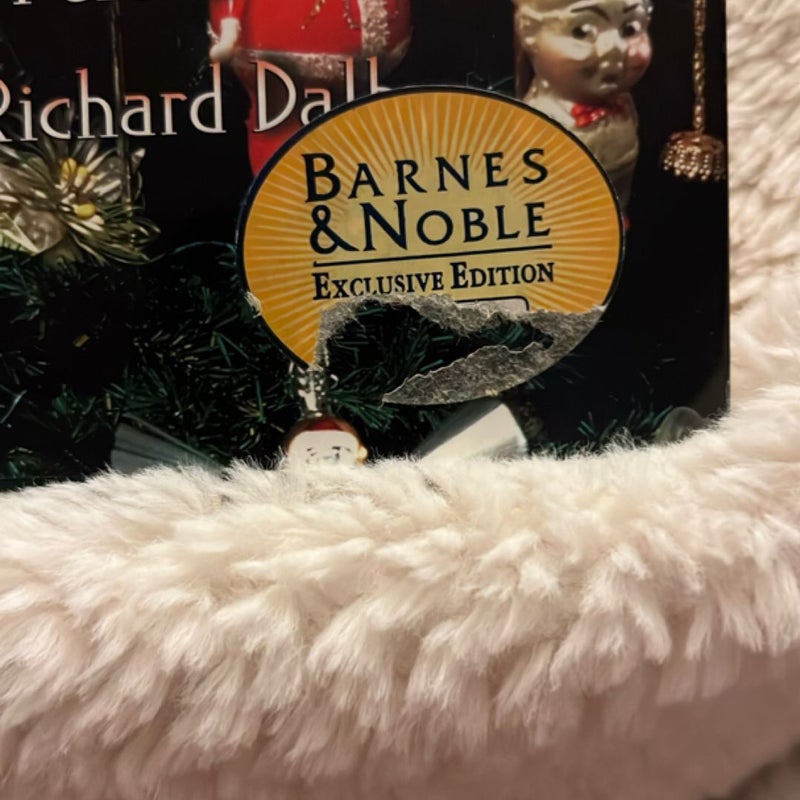 Richard
BARNES
& NOBLE
EXCLUSIVE EDITION